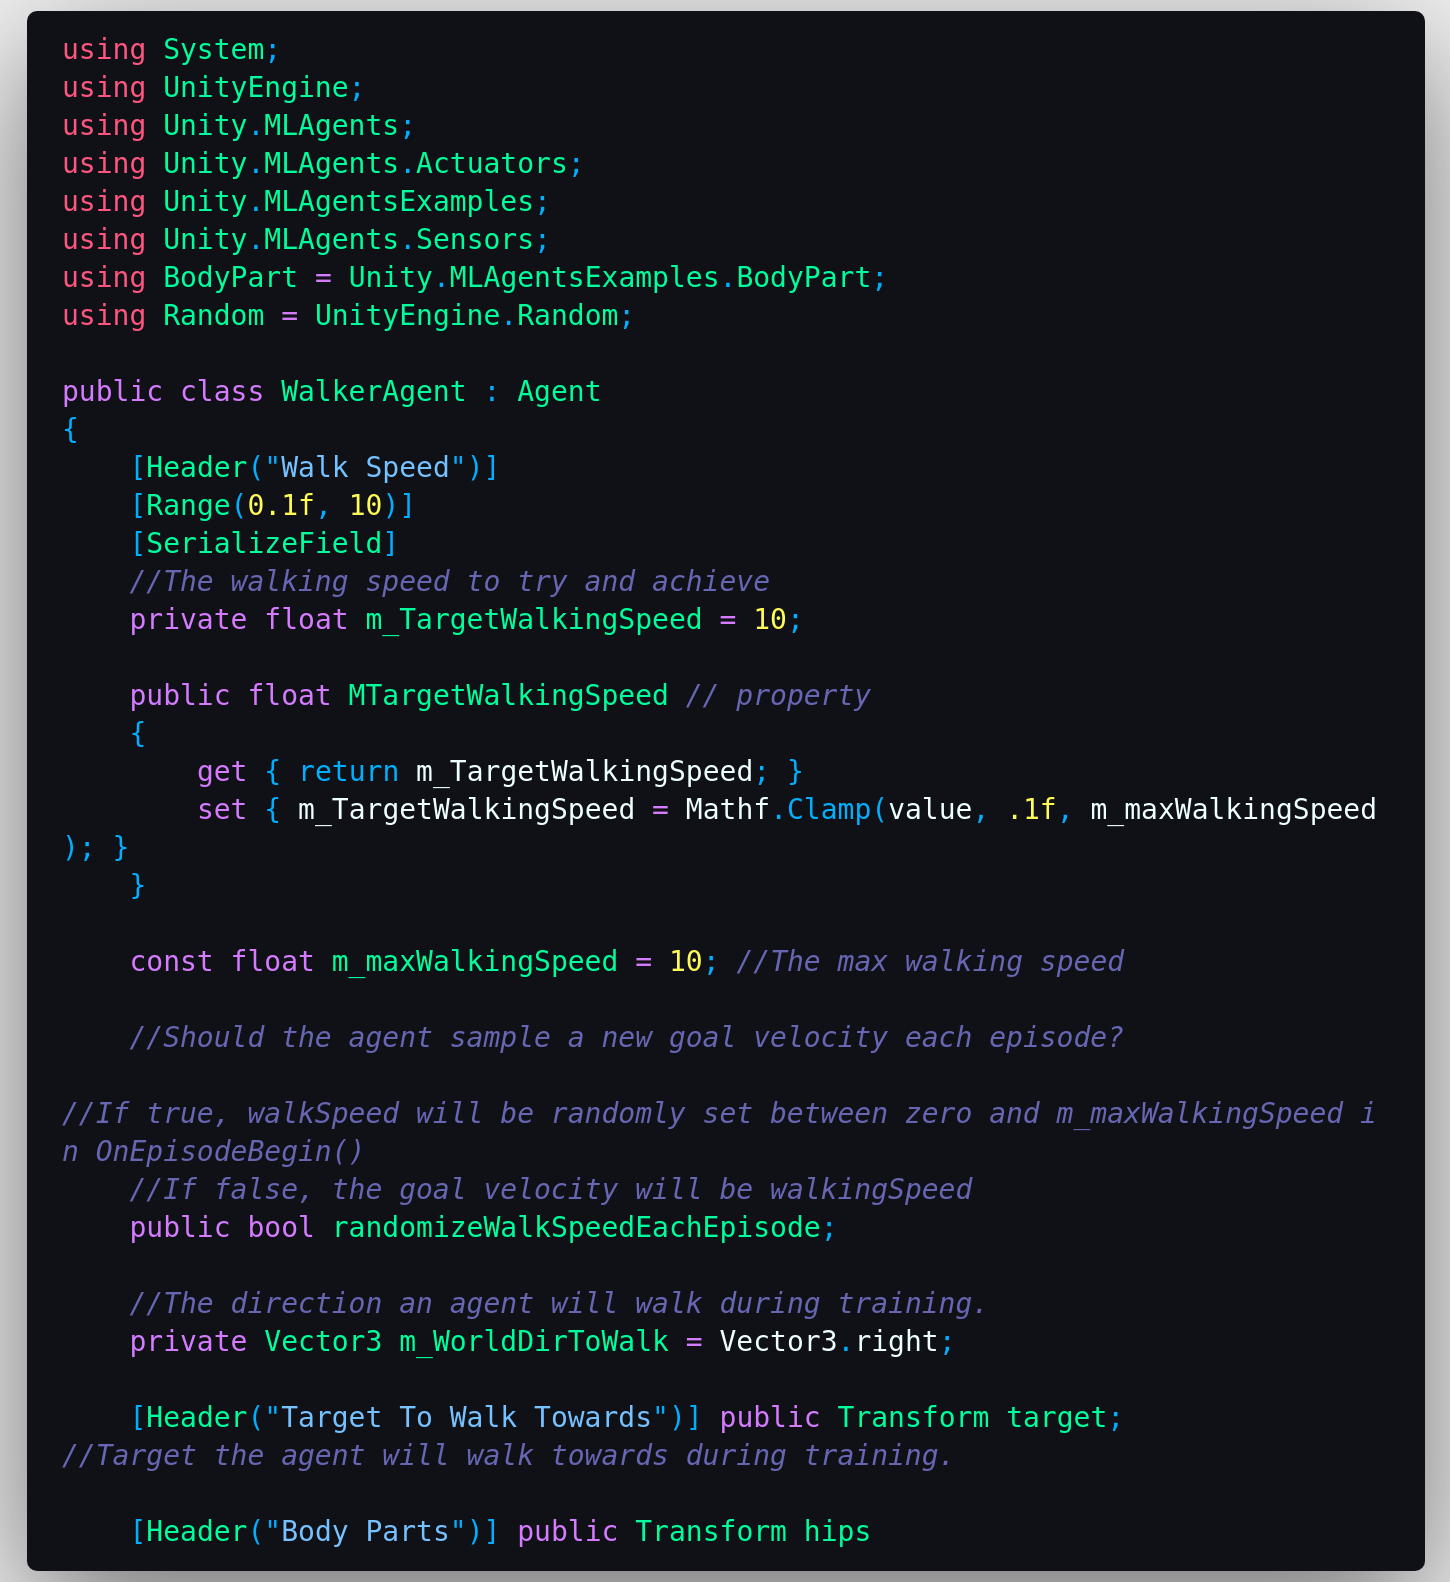 using System;
using UnityEngine;
using Unity.MLAgents;
using Unity.MLAgents.Actuators;
using Unity.MLAgentsExamples;
using Unity.MLAgents.Sensors;
using BodyPart = Unity.MLAgentsExamples.BodyPart;
using Random = UnityEngine.Random;

public class WalkerAgent : Agent
{
    [Header("Walk Speed")]
    [Range(0.1f, 10)]
    [SerializeField]
    //The walking speed to try and achieve
    private float m_TargetWalkingSpeed = 10;

    public float MTargetWalkingSpeed // property
    {
        get { return m_TargetWalkingSpeed; }
        set { m_TargetWalkingSpeed = Mathf.Clamp(value, .1f, m_maxWalkingSpeed
); }
    }

    const float m_maxWalkingSpeed = 10; //The max walking speed

    //Should the agent sample a new goal velocity each episode?

//If true, walkSpeed will be randomly set between zero and m_maxWalkingSpeed i
n OnEpisodeBegin()
    //If false, the goal velocity will be walkingSpeed
    public bool randomizeWalkSpeedEachEpisode;

    //The direction an agent will walk during training.
    private Vector3 m_WorldDirToWalk = Vector3.right;

    [Header("Target To Walk Towards")] public Transform target;
//Target the agent will walk towards during training.

    [Header("Body Parts")] public Transform hips